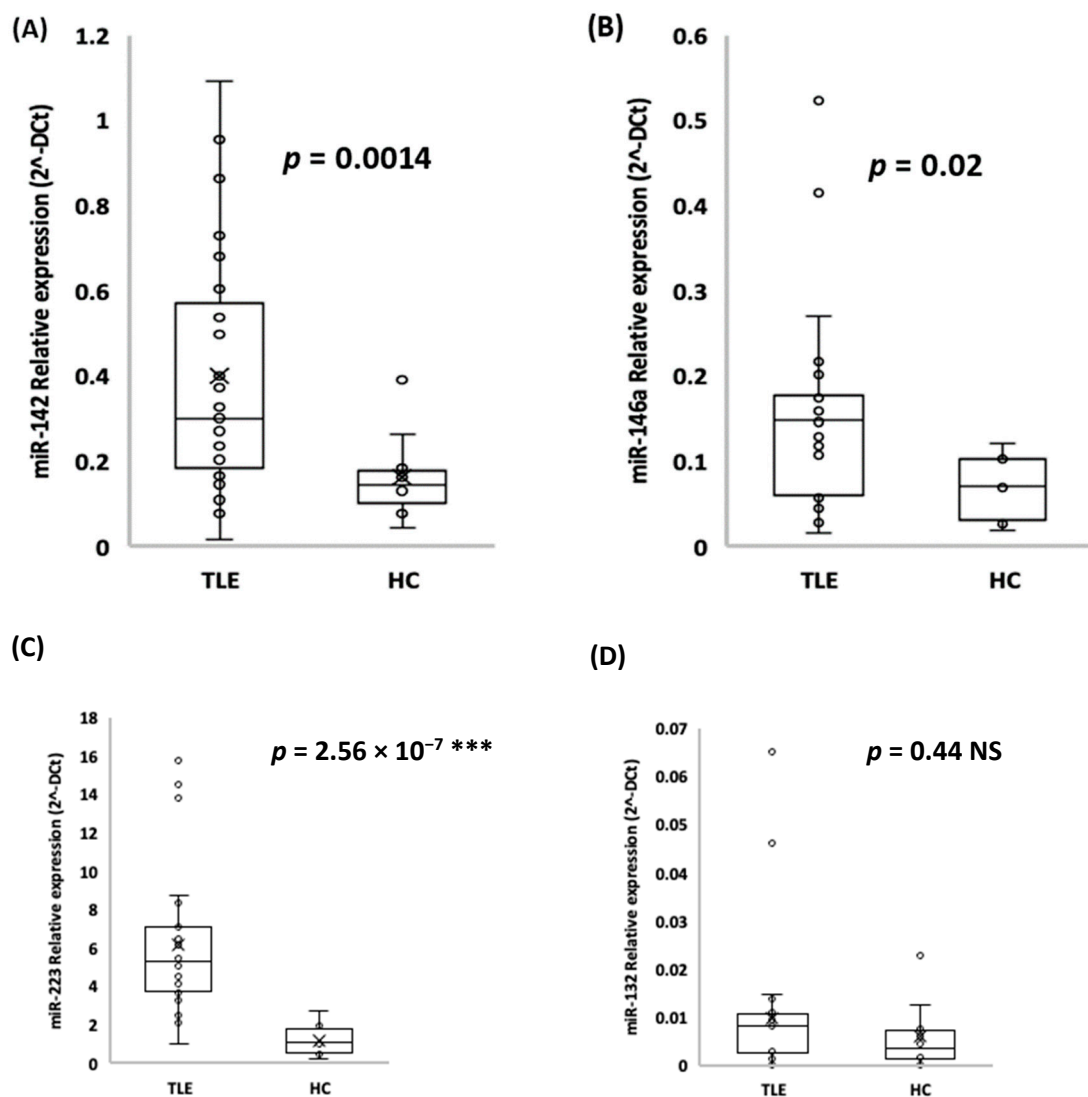 (A)
1.2
1
0.8
0.6
0.4
0.2
0
miR-142 Relative expression (2^-DCt)
p = 0.0014
TLE HC
(B)
0.6
0.5
0.4
0.3
0.2
0.1
0
miR-146a Relative expression (2^-DCt)
p = 0.02
TLE HC
(C)
18
16
14
12
10
8
6
4
2
0
miR-223 Relative expression (2^-DCt)
p = 2.56 × 10⁻⁷ ***
TLE HC
(D)
0.07
0.06
0.05
0.04
0.03
0.02
0.01
0
miR-132 Relative expression (2^-DCt)
p = 0.44 NS
TLE HC